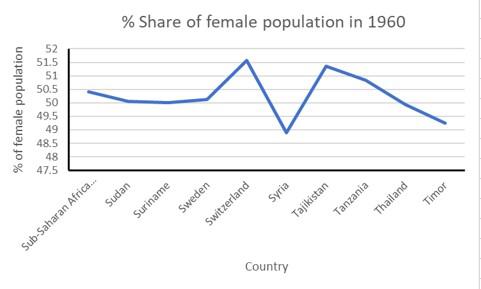 % Share of female population in 1960
% of female population
52
51.5
51
50.5
50
49.5
49
48.5
48
47.5
Sub-Saharan Africa...
Sudan
Suriname
Sweden
Switzerland
Syria
Tajikistan
Tanzania
Thailand
Timor
Country